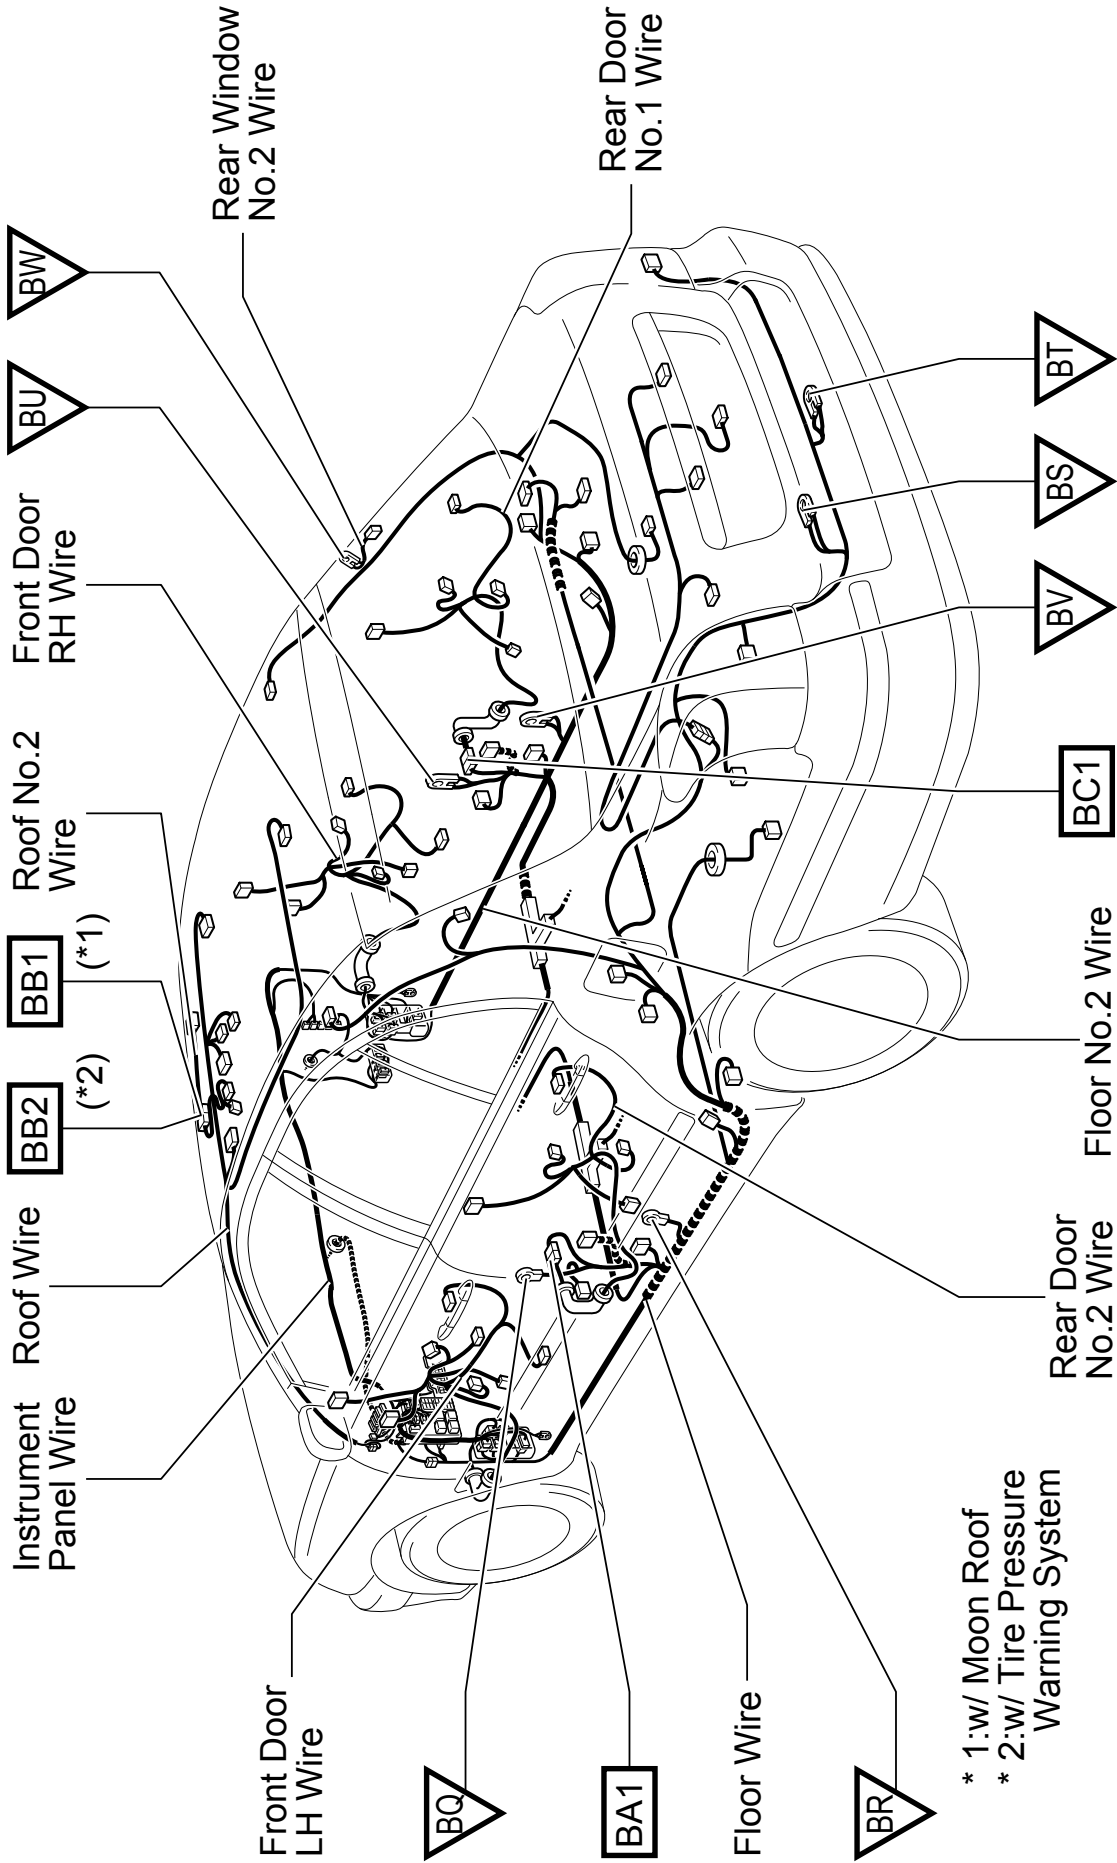 Instrument
Panel Wire
Roof Wire
BB2
(*2)
BB1
(*1)
Roof No.2
Wire
Front Door
RH Wire
BU
BW
Rear Window
No.2 Wire
Front Door
LH Wire
BQ
BA1
Rear Door
No.1 Wire
Floor Wire
BR
* 1:w/ Moon Roof
* 2:w/ Tire Pressure
Warning System
Rear Door
No.2 Wire
Floor No.2 Wire
BC1
BV
BS
BT